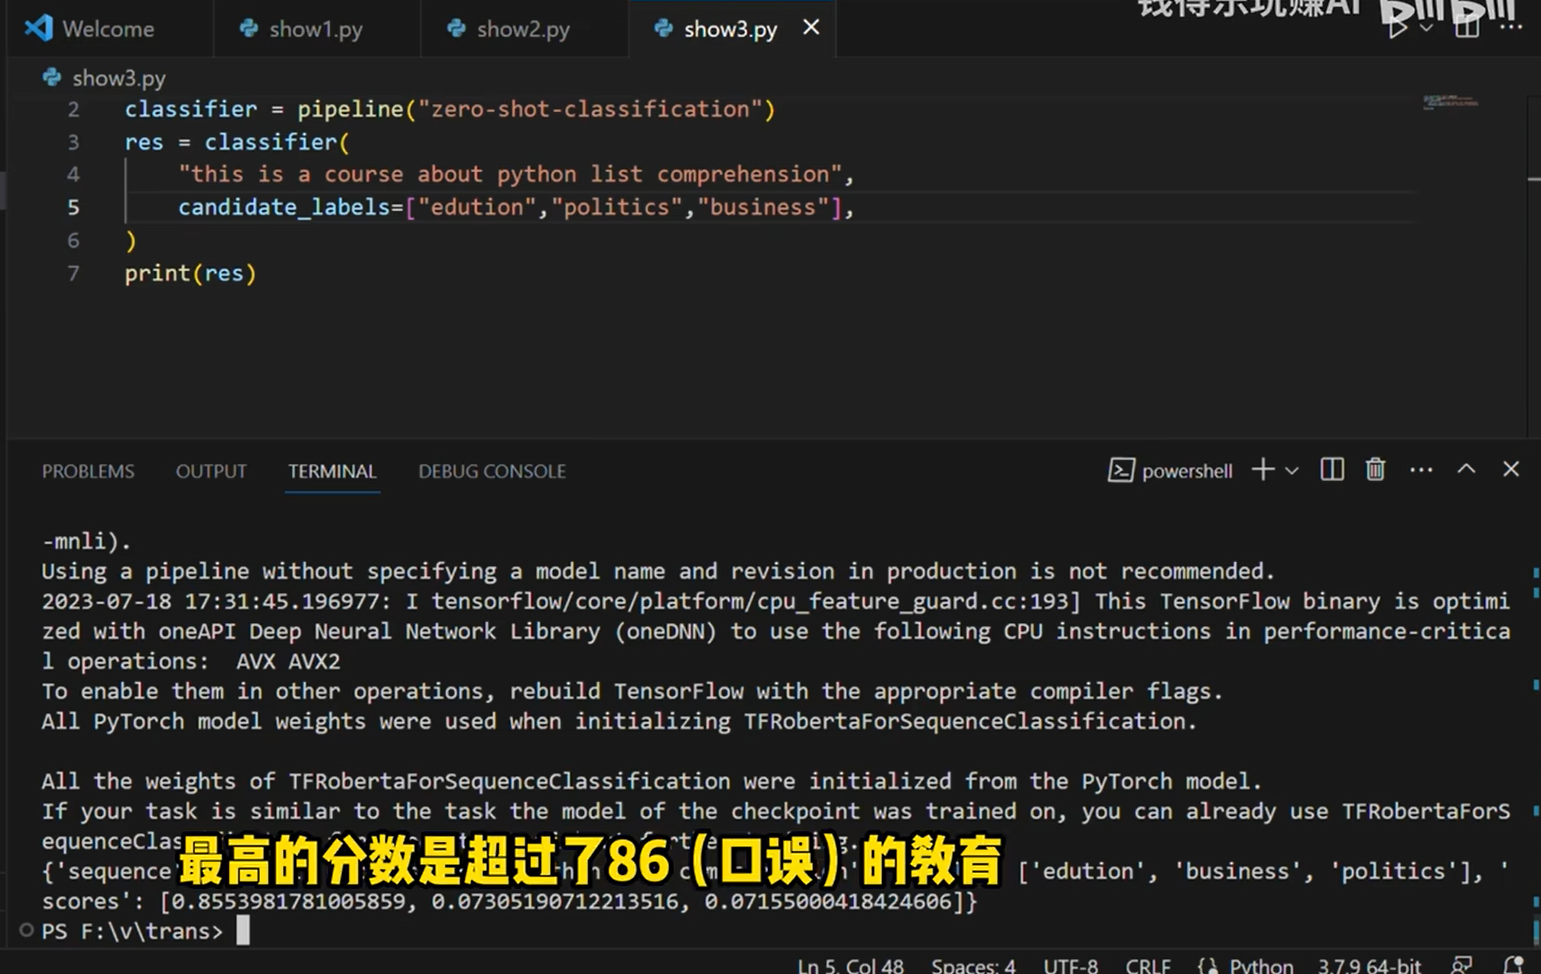 钱得乐玩赚AI bilibili
Welcome show1.py show2.py show3.py
show3.py
2 classifier = pipeline("zero-shot-classification")
3 res = classifier(
4 "this is a course about python list comprehension",
5 candidate_labels=["edution","politics","business"],
6 )
7 print(res)
PROBLEMS OUTPUT TERMINAL DEBUG CONSOLE powershell
-mnli).
Using a pipeline without specifying a model name and revision in production is not recommended.
2023-07-18 17:31:45.196977: I tensorflow/core/platform/cpu_feature_guard.cc:193] This TensorFlow binary is optimi
zed with oneAPI Deep Neural Network Library (oneDNN) to use the following CPU instructions in performance-critica
l operations:  AVX AVX2
To enable them in other operations, rebuild TensorFlow with the appropriate compiler flags.
All PyTorch model weights were used when initializing TFRobertaForSequenceClassification.
All the weights of TFRobertaForSequenceClassification were initialized from the PyTorch model.
If your task is similar to the task the model of the checkpoint was trained on, you can already use TFRobertaForS
equenceClas
最高的分数是超过了86（口误）的教育
{'sequence ['edution', 'business', 'politics'], '
scores': [0.8553981781005859, 0.07305190712213516, 0.07155000418424606]}
PS F:\v\trans>
Ln 5, Col 48 Spaces: 4 UTF-8 CRLF Python 3.7.9 64-bit